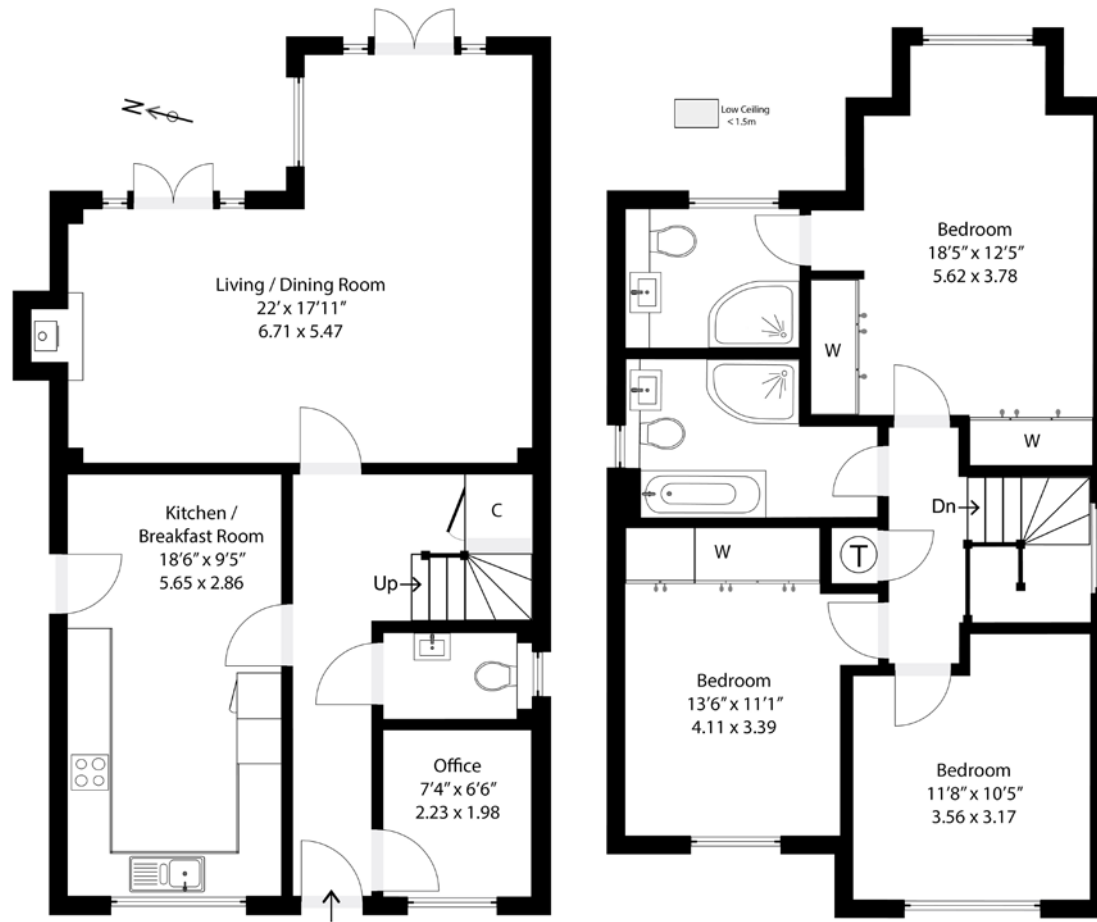 N
Living / Dining Room
22' x 17'11"
6.71 x 5.47
Kitchen /
Breakfast Room
18'6" x 9'5"
5.65 x 2.86
C
Up
Office
7'4" x 6'6"
2.23 x 1.98
Low Ceiling
< 1.5m
Bedroom
18'5" x 12'5"
5.62 x 3.78
W
W
Dn
W
T
Bedroom
13'6" x 11'1"
4.11 x 3.39
Bedroom
11'8" x 10'5"
3.56 x 3.17